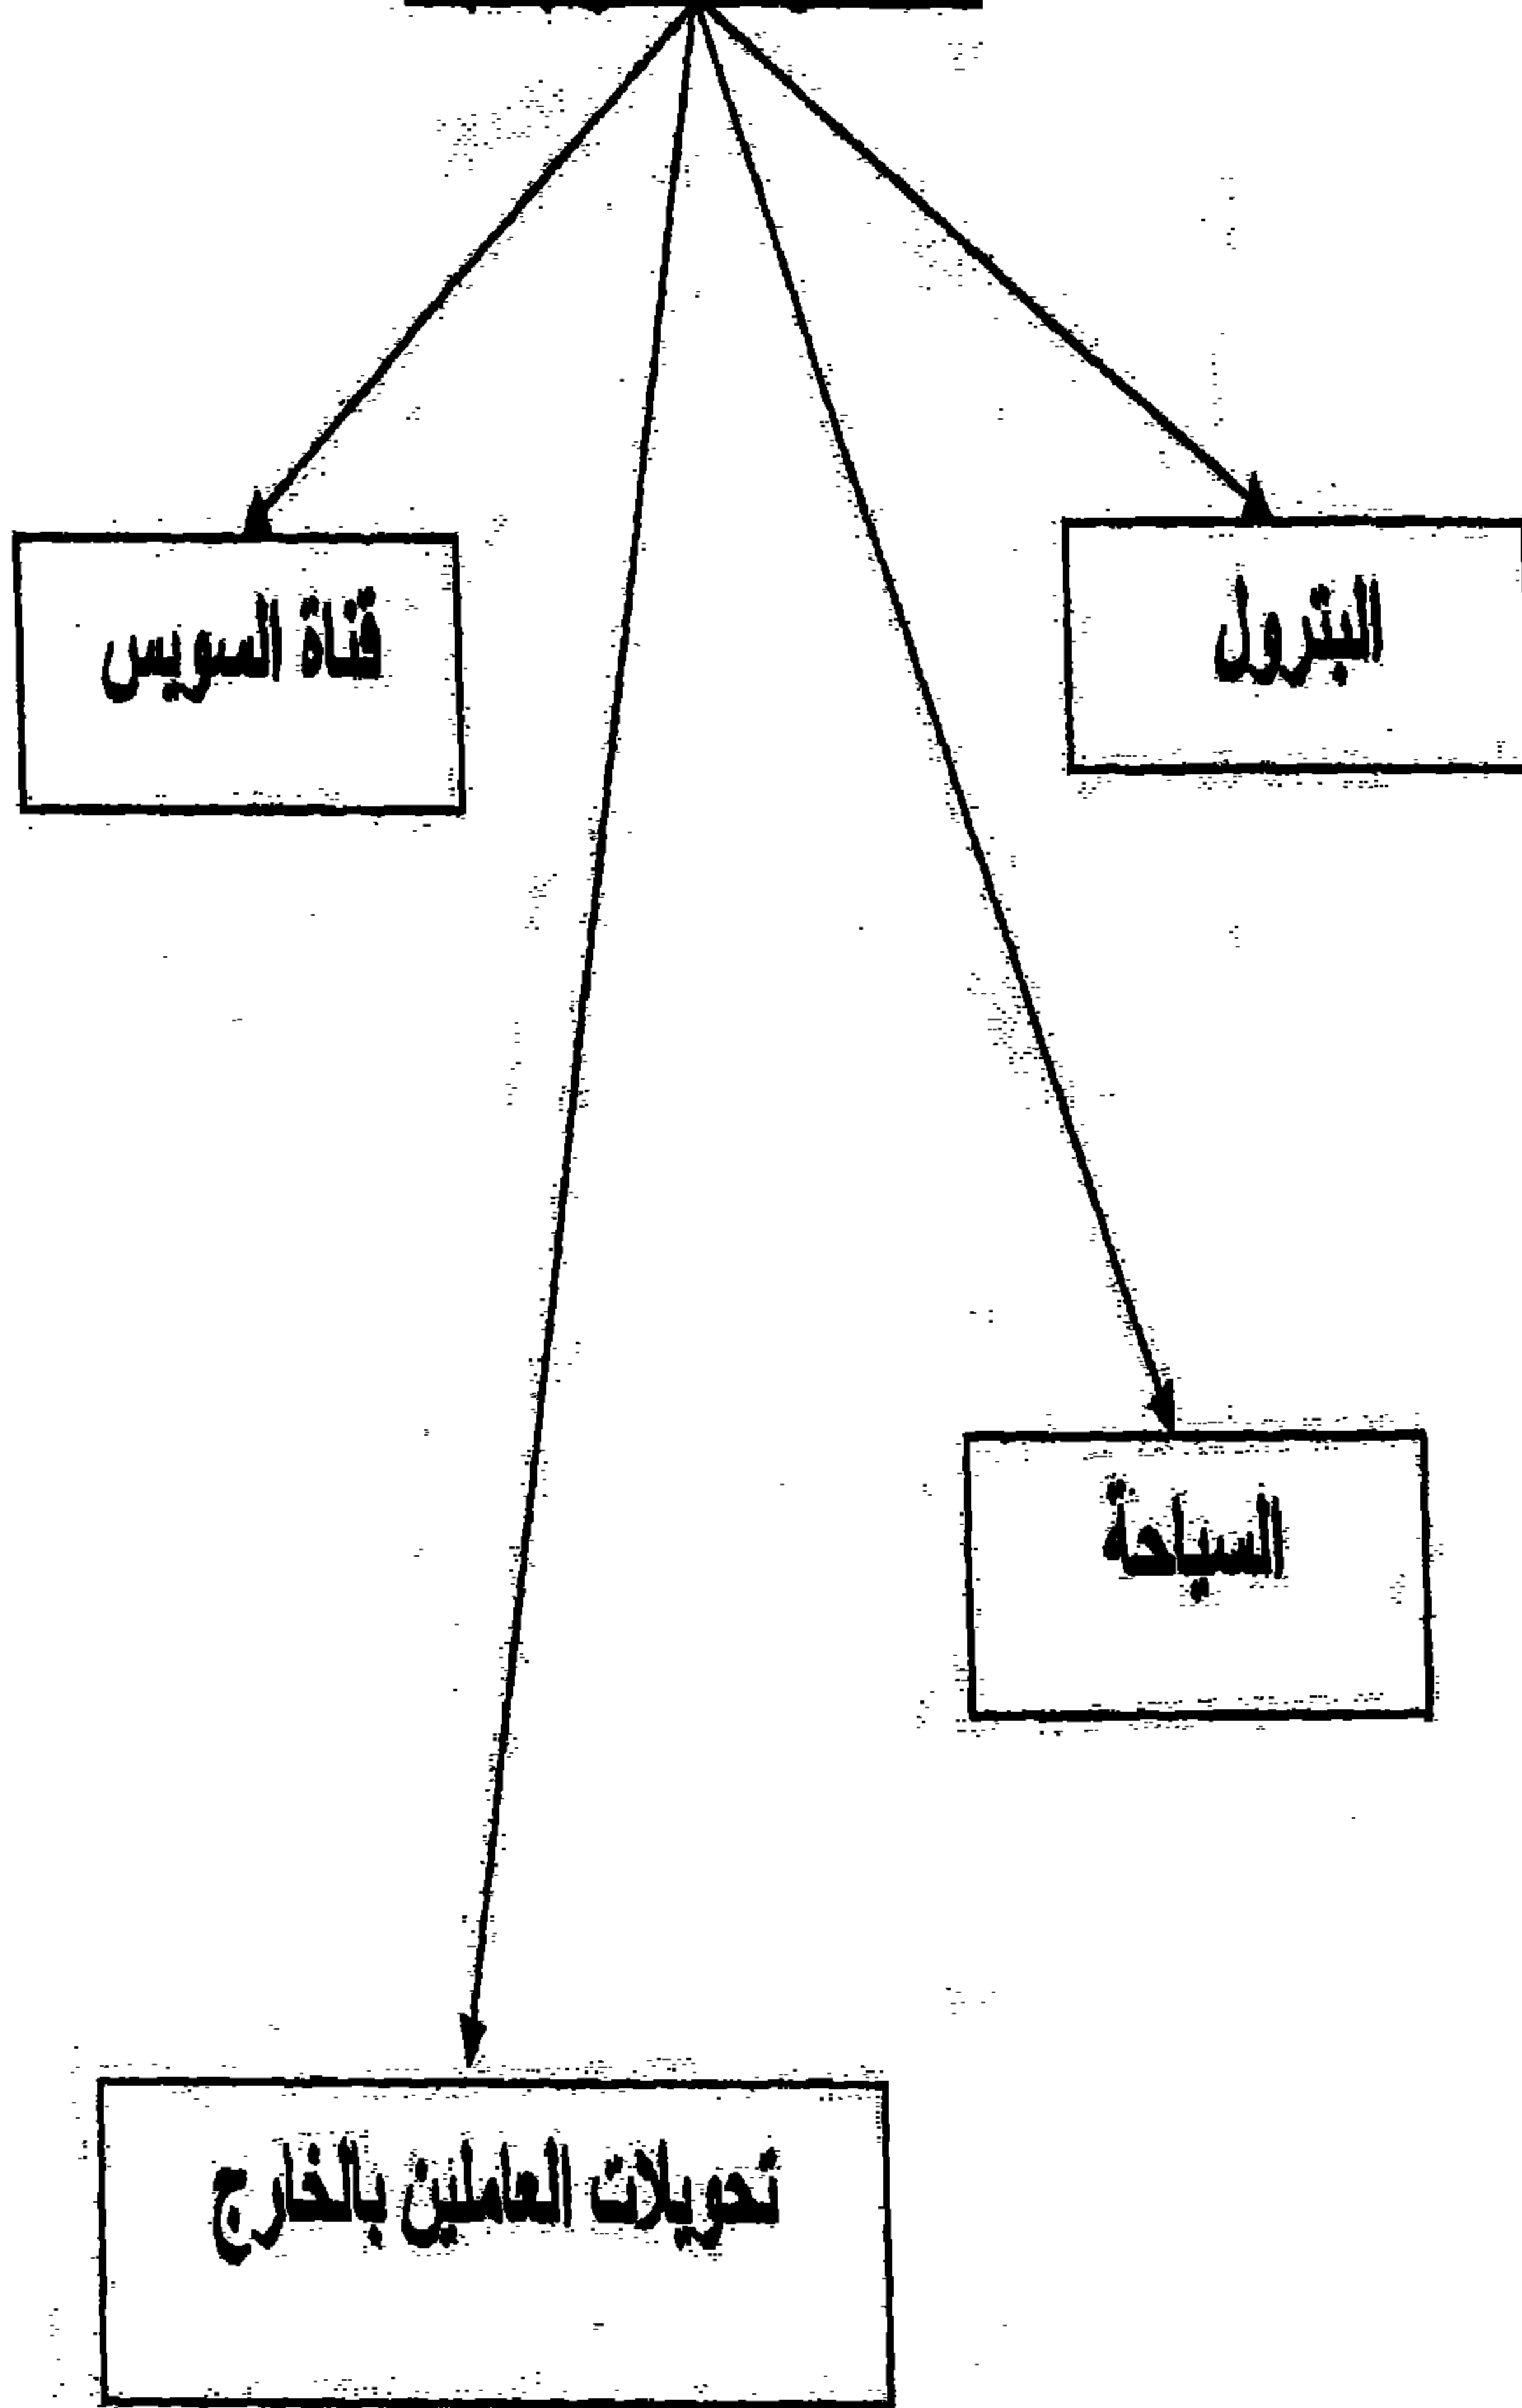 البترول
قناة السويس
السياحة
تحويلات العاملين بالخارج